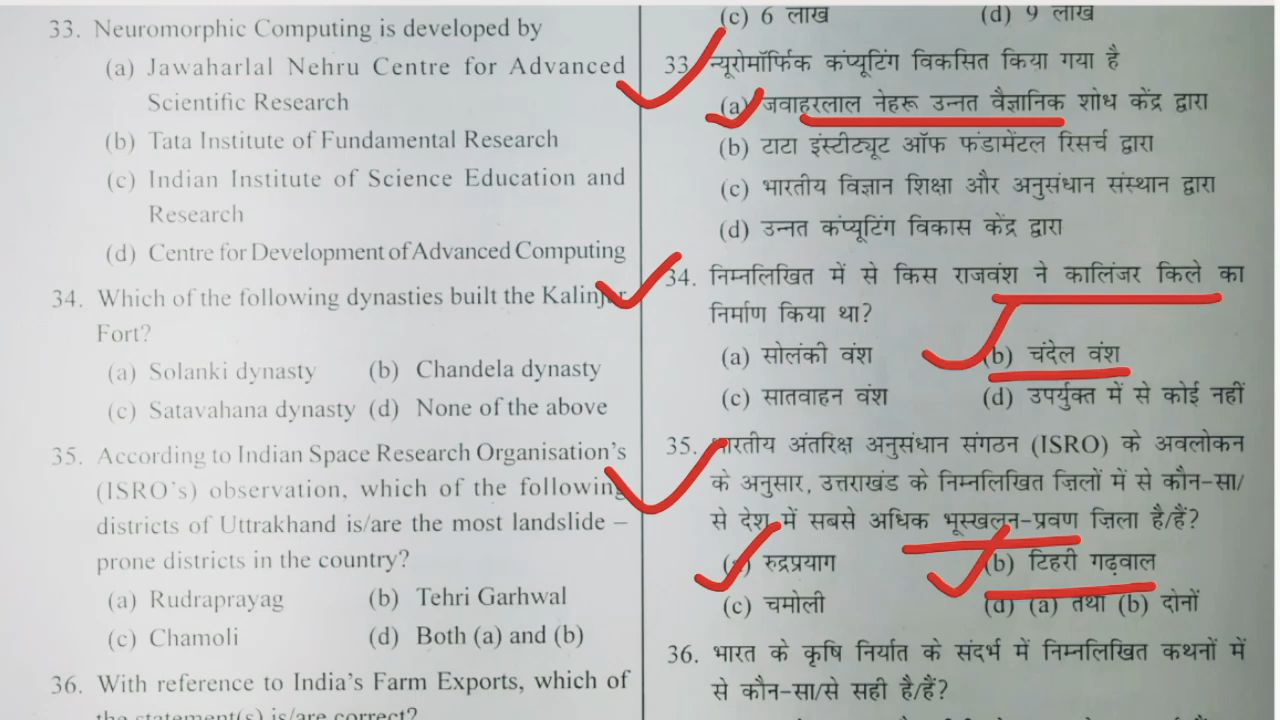 33. Neuromorphic Computing is developed by
(a) Jawaharlal Nehru Centre for Advanced
Scientific Research
(b) Tata Institute of Fundamental Research
(c) Indian Institute of Science Education and
Research
(d) Centre for Development of Advanced Computing
34. Which of the following dynasties built the Kalinjar
Fort?
(a) Solanki dynasty (b) Chandela dynasty
(c) Satavahana dynasty (d) None of the above
35. According to Indian Space Research Organisation's
(ISRO's) observation, which of the following
districts of Uttrakhand is/are the most landslide –
prone districts in the country?
(a) Rudraprayag (b) Tehri Garhwal
(c) Chamoli (d) Both (a) and (b)
36. With reference to India's Farm Exports, which of
the statement(s) is/are correct?
(c) 6 लाख (d) 9 लाख
33. न्यूरोमॉर्फिक कंप्यूटिंग विकसित किया गया है
(a) जवाहरलाल नेहरू उन्नत वैज्ञानिक शोध केंद्र द्वारा
(b) टाटा इंस्टीट्यूट ऑफ फंडामेंटल रिसर्च द्वारा
(c) भारतीय विज्ञान शिक्षा और अनुसंधान संस्थान द्वारा
(d) उन्नत कंप्यूटिंग विकास केंद्र द्वारा
34. निम्नलिखित में से किस राजवंश ने कालिंजर किले का
निर्माण किया था?
(a) सोलंकी वंश (b) चंदेल वंश
(c) सातवाहन वंश (d) उपर्युक्त में से कोई नहीं
35. भारतीय अंतरिक्ष अनुसंधान संगठन (ISRO) के अवलोकन
के अनुसार, उत्तराखंड के निम्नलिखित ज़िलों में से कौन-सा/
से देश में सबसे अधिक भूस्खलन-प्रवण ज़िला है/हैं?
(a) रुद्रप्रयाग (b) टिहरी गढ़वाल
(c) चमोली (d) (a) तथा (b) दोनों
36. भारत के कृषि निर्यात के संदर्भ में निम्नलिखित कथनों में
से कौन-सा/से सही है/हैं?